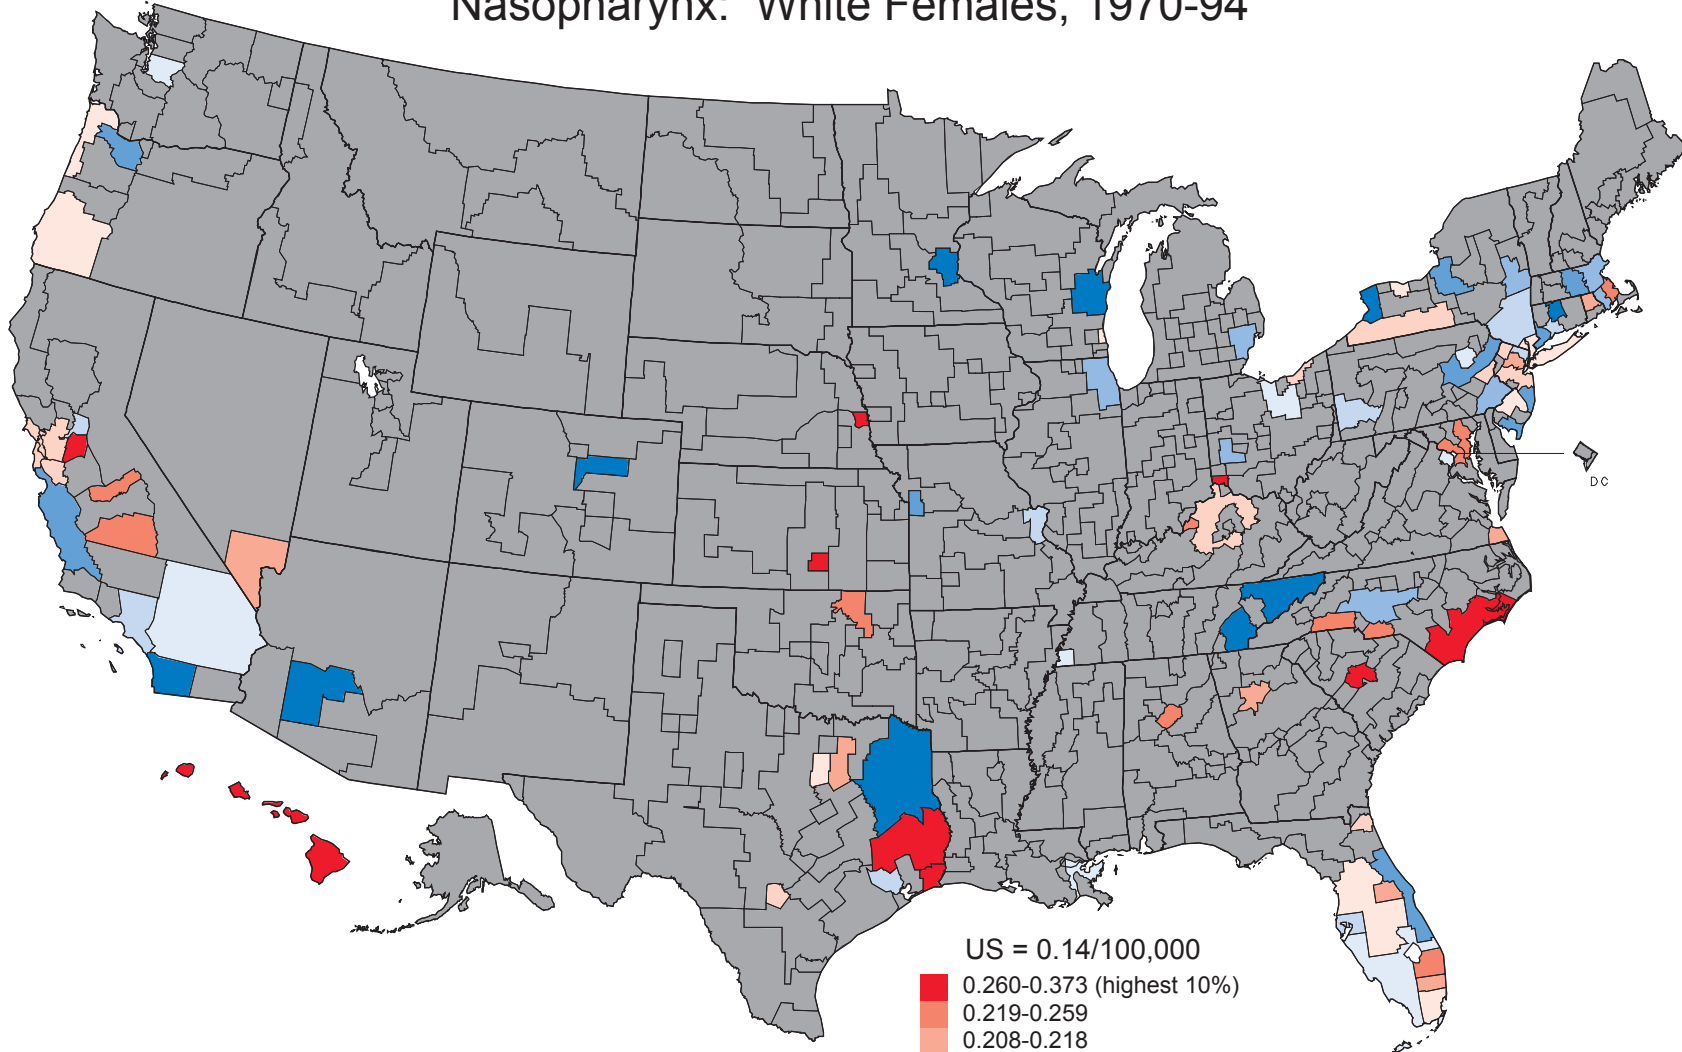 Nasopharynx: White Females, 1970-94
DC
US = 0.14/100,000
0.260-0.373 (highest 10%)
0.219-0.259
0.208-0.218